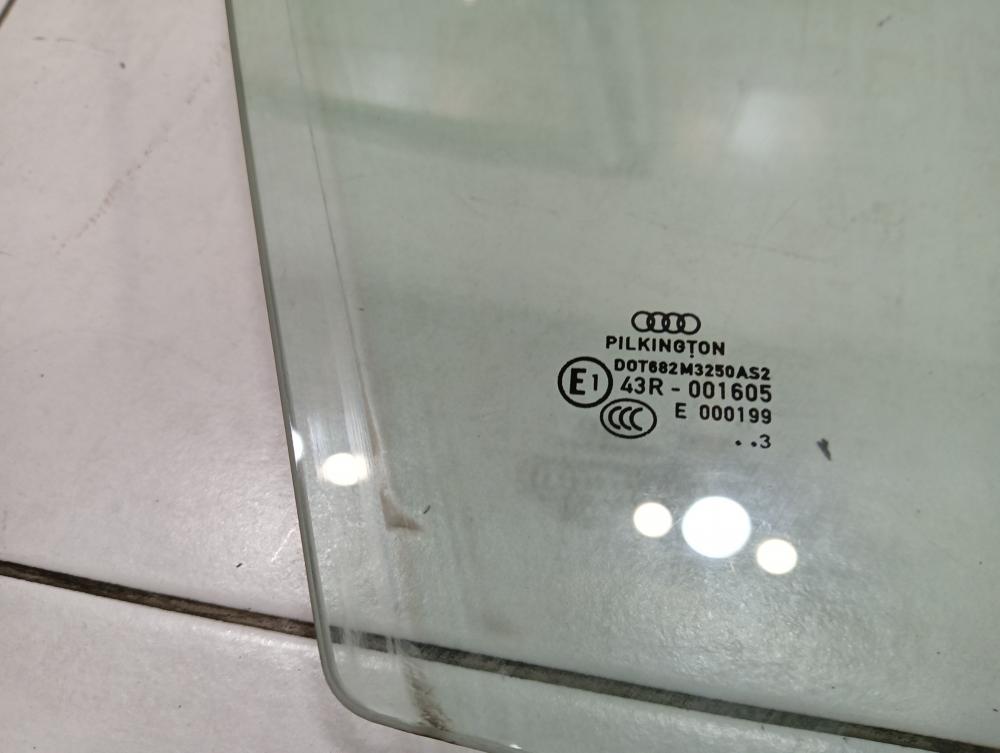 PILKINGTON
DOT682M3250AS2
E1 43R - 001605
CCC E 000199
..3